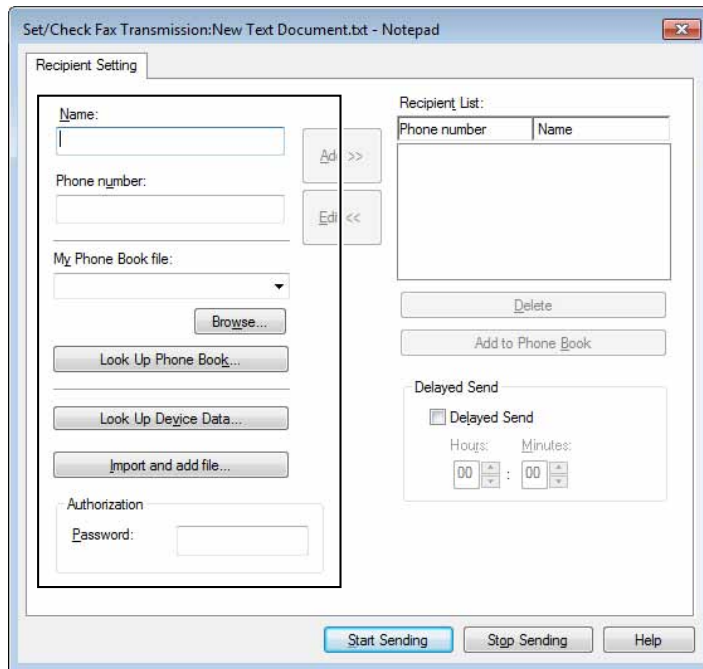 Set/Check Fax Transmission:New Text Document.txt - Notepad
Recipient Setting
Name:
Phone number:
My Phone Book file:
Browse...
Look Up Phone Book...
Look Up Device Data...
Import and add file...
Authorization
Password:
Add >>
Edit <<
Recipient List:
Phone number Name
Delete
Add to Phone Book
Delayed Send
Delayed Send
Hours: Minutes:
00 : 00
Start Sending Stop Sending Help